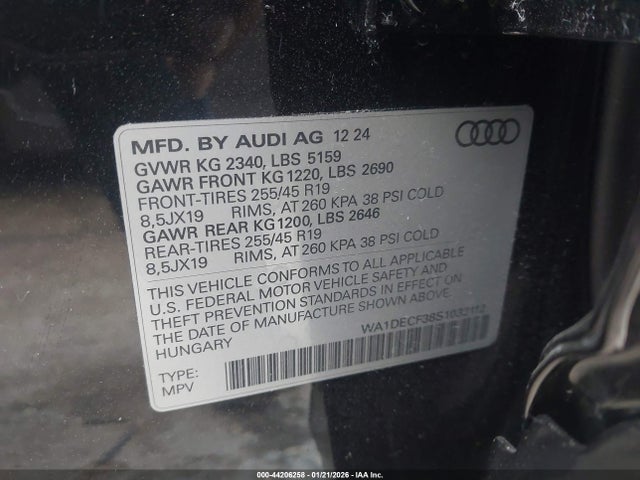 MFD. BY AUDI AG 12 24
GVWR KG 2340, LBS 5159
GAWR FRONT KG1220, LBS 2690
FRONT-TIRES 255/45 R19
8,5JX19 RIMS, AT 260 KPA 38 PSI COLD
GAWR REAR KG1200, LBS 2646
REAR-TIRES 255/45 R19
8,5JX19 RIMS, AT 260 KPA 38 PSI COLD
THIS VEHICLE CONFORMS TO ALL APPLICABLE
U.S. FEDERAL MOTOR VEHICLE SAFETY AND
THEFT PREVENTION STANDARDS IN EFFECT ON
THE DATE OF MANUFACTURE SHOWN ABOVE.
HUNGARY
WA1DECF38S1032112
TYPE:
MPV
000-44206258 - 01/21/2026 - IAA Inc.